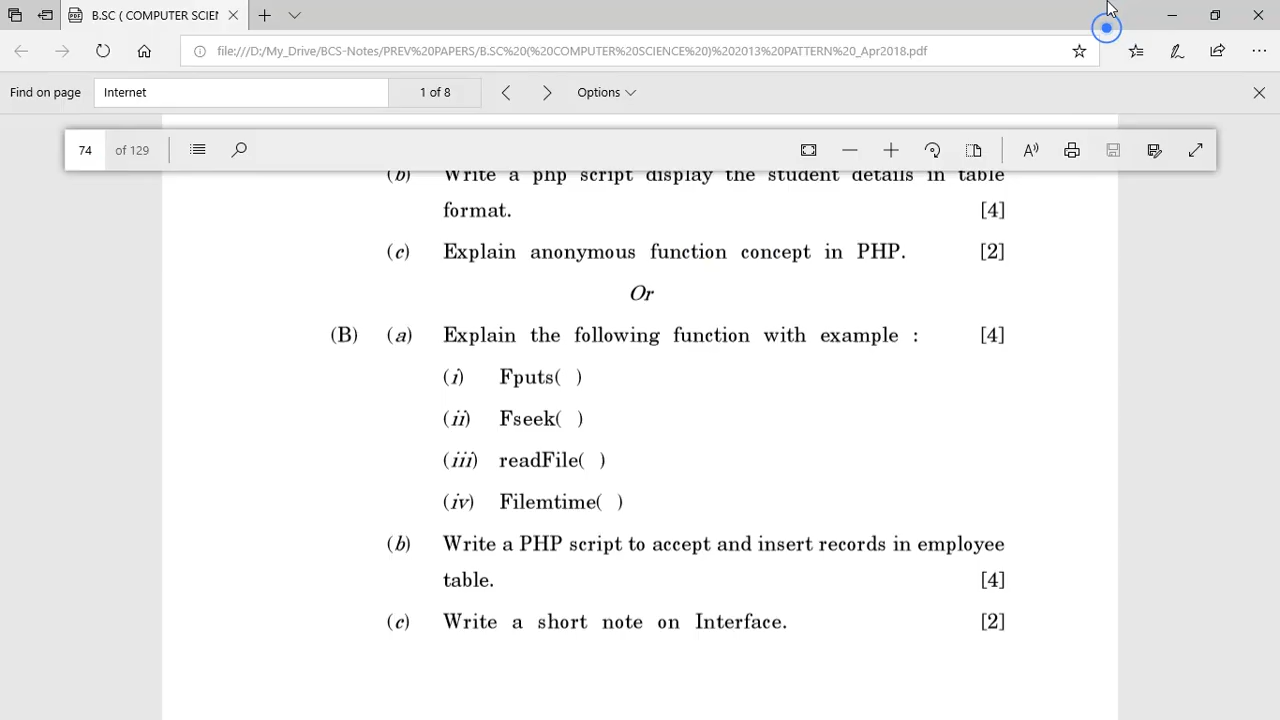 B.SC ( COMPUTER SCIEN
file:///D:/My_Drive/BCS-Notes/PREV%20PAPERS/B.SC%20(%20COMPUTER%20SCIENCE%20)%202013%20PATTERN%20_Apr2018.pdf
Find on page Internet 1 of 8 Options
74 of 129
(b) Write a php script display the student details in table
format. [4]
(c) Explain anonymous function concept in PHP. [2]
Or
(B) (a) Explain the following function with example : [4]
(i) Fputs( )
(ii) Fseek( )
(iii) readFile( )
(iv) Filemtime( )
(b) Write a PHP script to accept and insert records in employee
table. [4]
(c) Write a short note on Interface. [2]